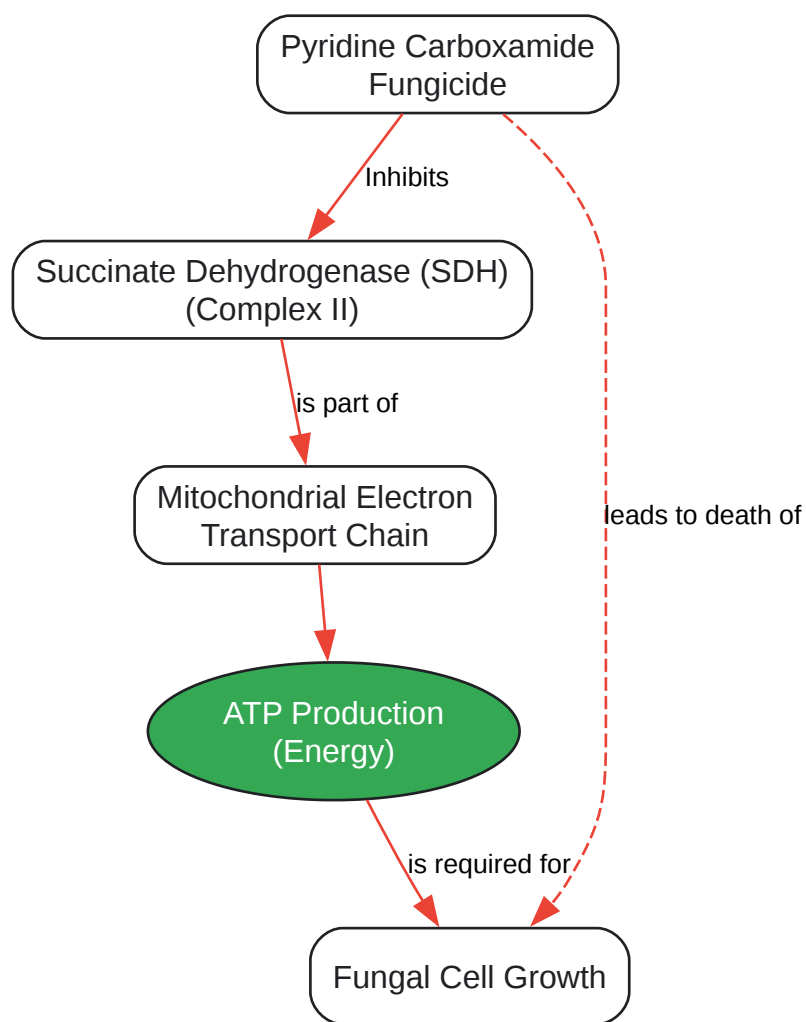 Pyridine Carboxamide
Fungicide
Inhibits
Succinate Dehydrogenase (SDH)
(Complex II)
is part of
Mitochondrial Electron
Transport Chain
leads to death of
ATP Production
(Energy)
is required for
Fungal Cell Growth